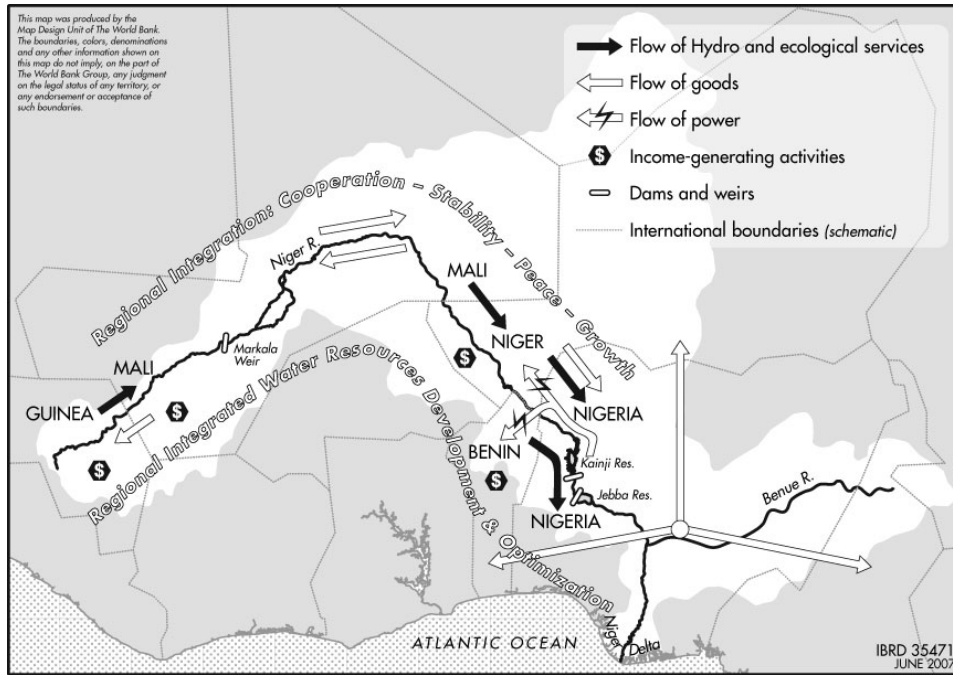 This map was produced by the
Map Design Unit of The World Bank.
The boundaries, colors, denominations
and any other information shown on
this map do not imply, on the part of
The World Bank Group, any judgment
on the legal status of any territory, or
any endorsement or acceptance of
such boundaries.
Flow of Hydro and ecological services
Flow of goods
Flow of power
$ Income-generating activities
Dams and weirs
International boundaries (schematic)
Regional Integration: Cooperation – Stability – Peace – Growth
Niger R.
MALI
NIGER
Markala
Weir
MALI
$
GUINEA
$
NIGERIA
Regional Integrated Water Resources Development & Optimization
BENIN
Kainji Res.
$
$
Jebba Res.
Benue R.
NIGERIA
ATLANTIC OCEAN
Niger Delta
IBRD 35471
JUNE 2007